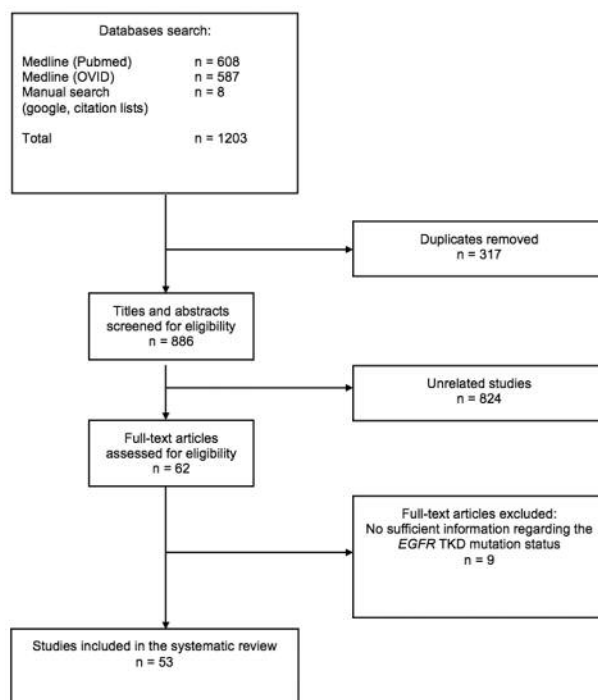 Databases search:
Medline (Pubmed) n = 608
Medline (OVID) n = 587
Manual search n = 8
(google, citation lists)
Total n = 1203
Duplicates removed
n = 317
Titles and abstracts
screened for eligibility
n = 886
Unrelated studies
n = 824
Full-text articles
assessed for eligibility
n = 62
Full-text articles excluded:
No sufficient information regarding the
EGFR TKD mutation status
n = 9
Studies included in the systematic review
n = 53